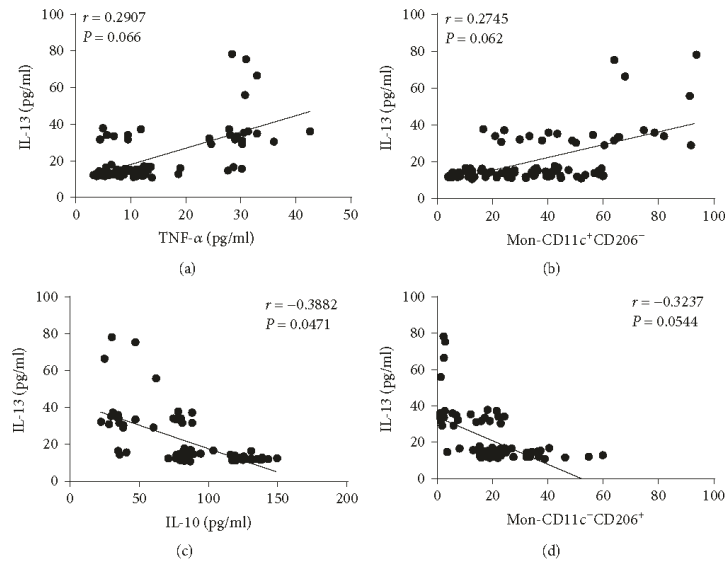 r = 0.2907
P = 0.066
100
80
60
40
20
0
IL-13 (pg/ml)
0 10 20 30 40 50
TNF-α (pg/ml)
(a)
r = 0.2745
P = 0.062
100
80
60
40
20
0
IL-13 (pg/ml)
0 20 40 60 80 100
Mon-CD11c⁺CD206⁻
(b)
r = −0.3882
P = 0.0471
100
80
60
40
20
0
IL-13 (pg/ml)
0 50 100 150 200
IL-10 (pg/ml)
(c)
r = −0.3237
P = 0.0544
100
80
60
40
20
0
IL-13 (pg/ml)
0 20 40 60 80 100
Mon-CD11c⁻CD206⁺
(d)